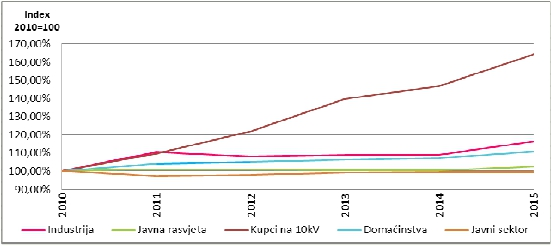 Index
2010=100
170,00%
160,00%
150,00%
140,00%
130,00%
120,00%
110,00%
100,00%
90,00%
2010
2011
2012
2013
2014
2015
Industrija
Javna rasvjeta
Kupci na 10kV
Domaćinstva
Javni sektor